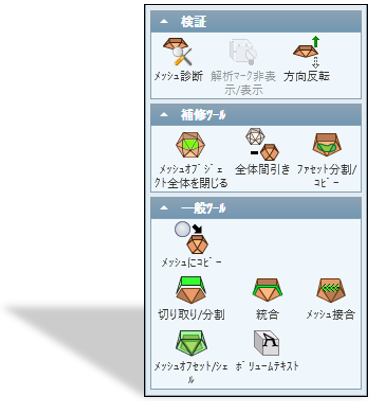 検証
メッシュ診断
解析マーク非表
示/表示
方向反転
補修ﾂｰﾙ
メッシュオブジェ
クト全体を閉じる
全体間引き
ファセット分割/
コピー
一般ﾂｰﾙ
メッシュにコピー
切り取り/分割
統合
メッシュ接合
メッシュオフセット/シェ
ル
ボリュームテキスト